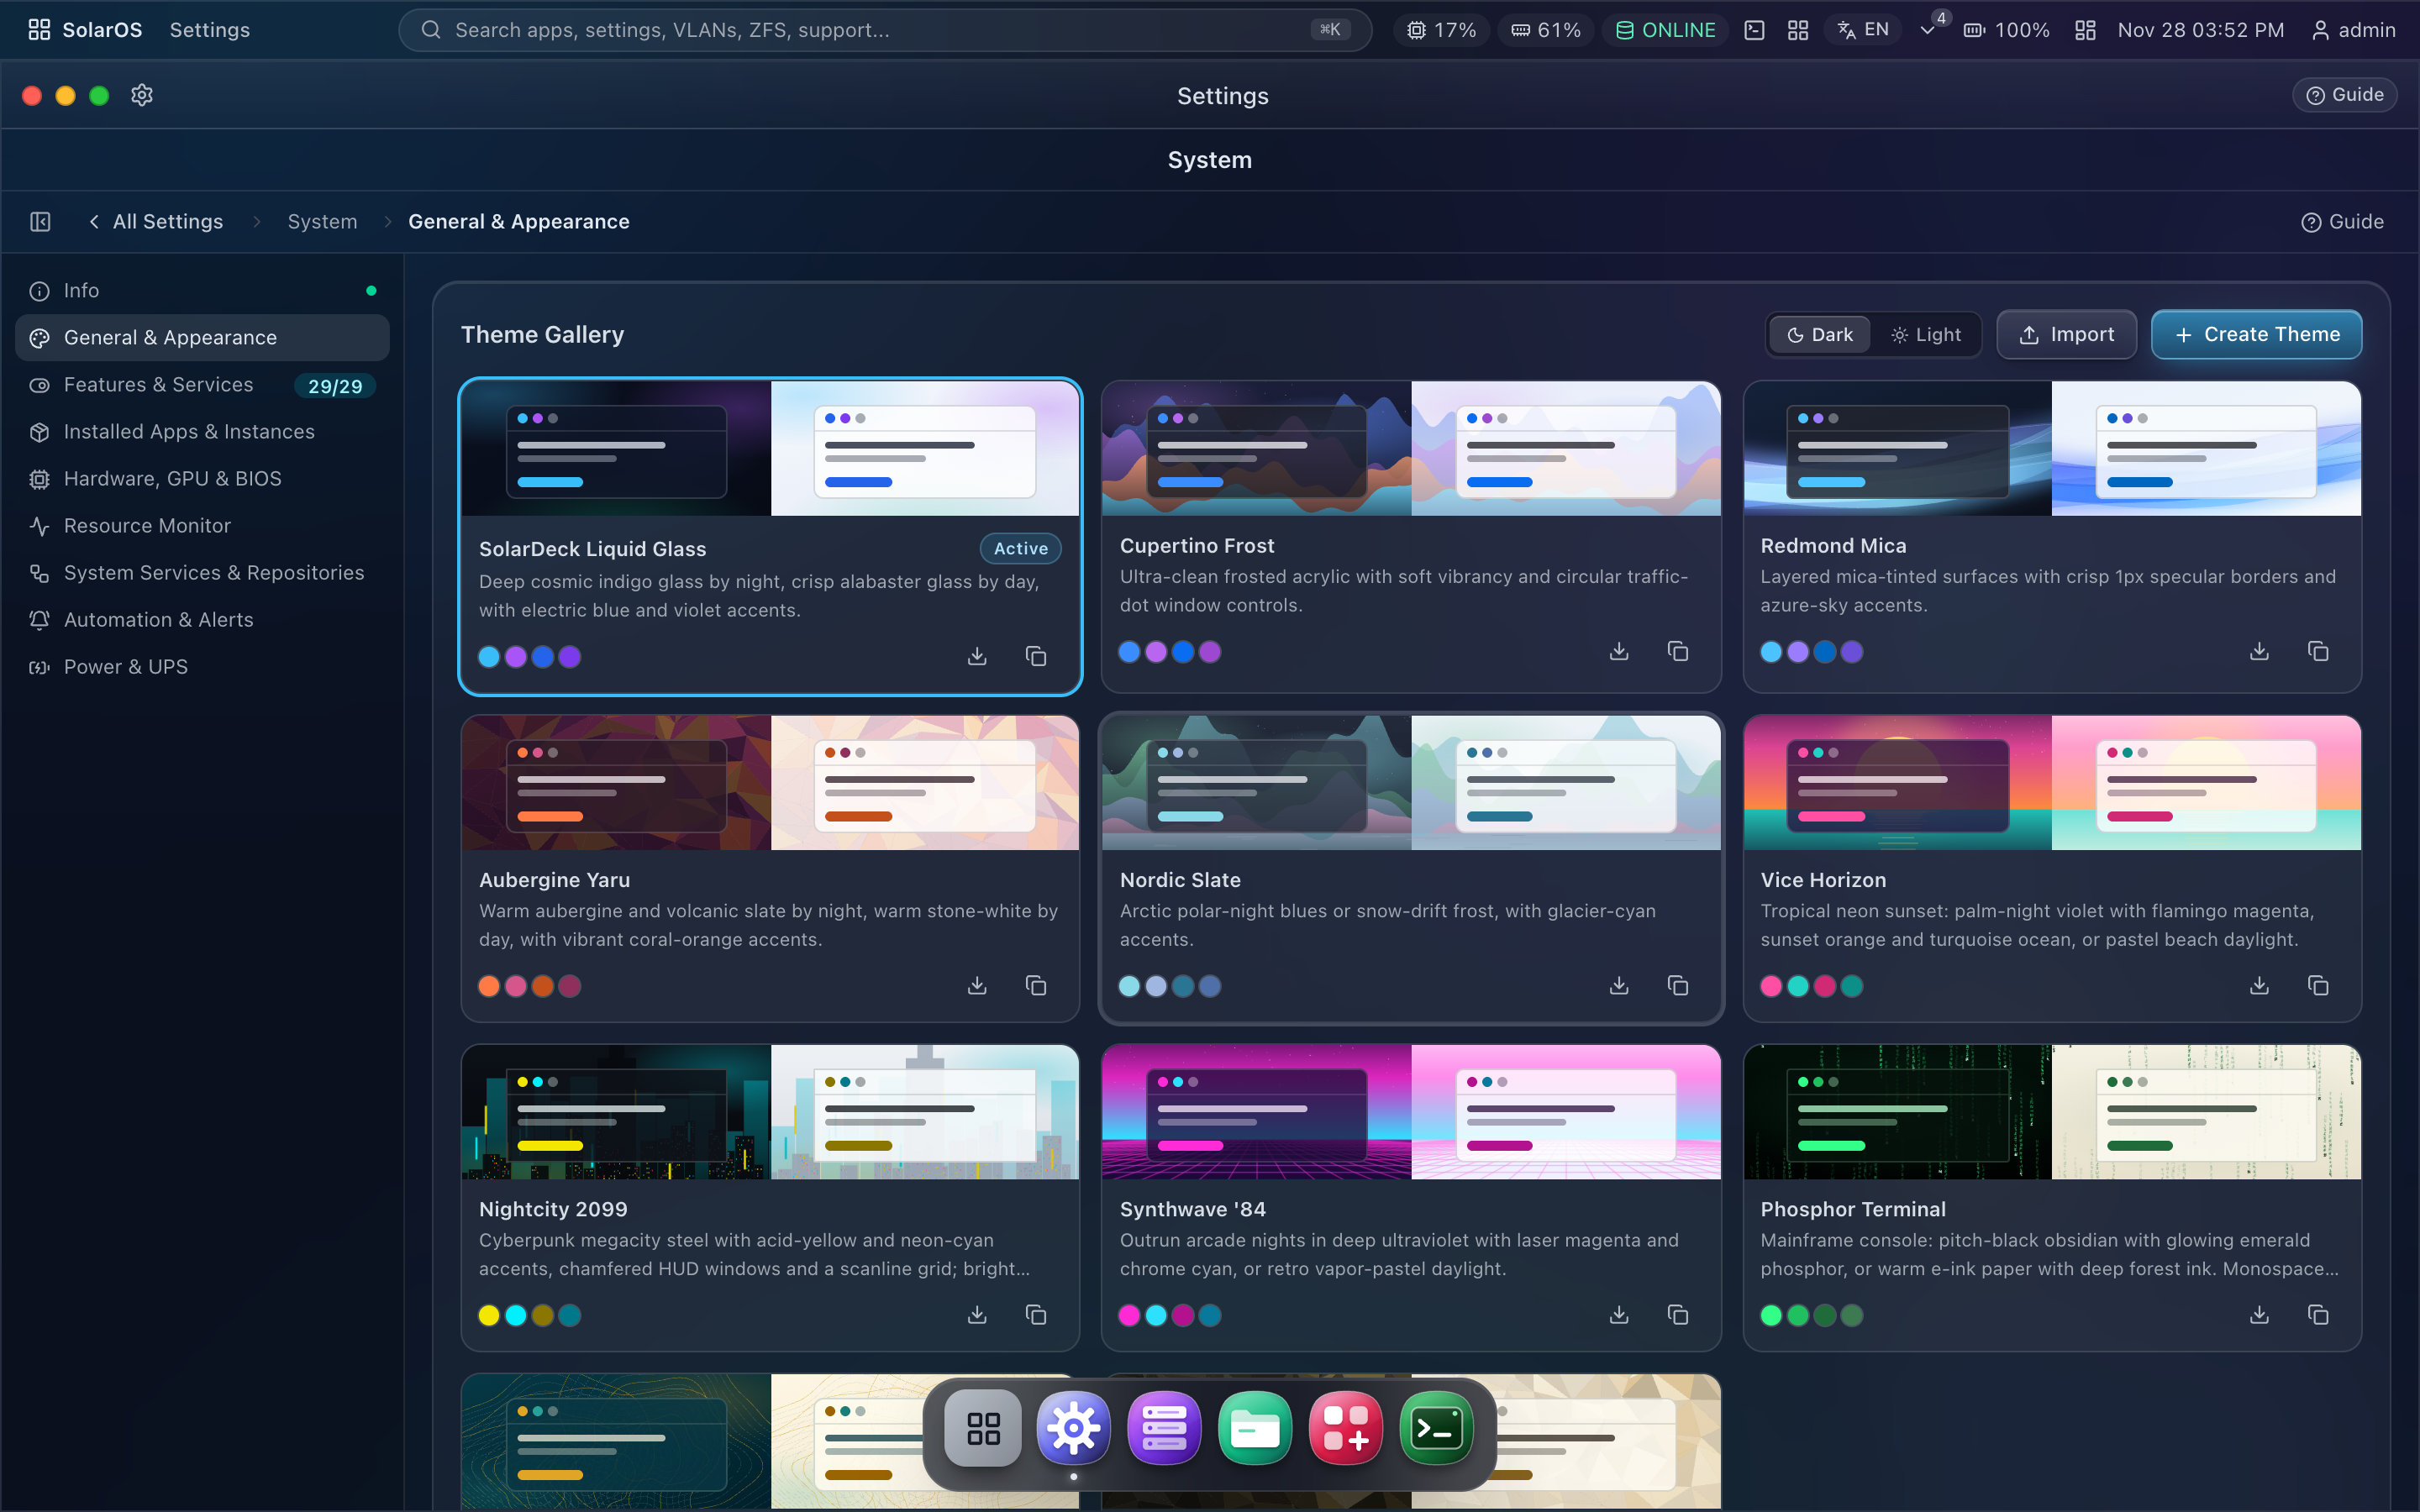 SolarOS Settings Search apps, settings, VLANs, ZFS, support... ⌘K 17% 61% ONLINE EN 4 100% Nov 28 03:52 PM admin
Settings Guide
System
All Settings System General & Appearance Guide
Info
General & Appearance
Features & Services 29/29
Installed Apps & Instances
Hardware, GPU & BIOS
Resource Monitor
System Services & Repositories
Automation & Alerts
Power & UPS
Theme Gallery Dark Light Import Create Theme
SolarDeck Liquid Glass Active
Deep cosmic indigo glass by night, crisp alabaster glass by day,
with electric blue and violet accents.
Cupertino Frost
Ultra-clean frosted acrylic with soft vibrancy and circular traffic-
dot window controls.
Redmond Mica
Layered mica-tinted surfaces with crisp 1px specular borders and
azure-sky accents.
Aubergine Yaru
Warm aubergine and volcanic slate by night, warm stone-white by
day, with vibrant coral-orange accents.
Nordic Slate
Arctic polar-night blues or snow-drift frost, with glacier-cyan
accents.
Vice Horizon
Tropical neon sunset: palm-night violet with flamingo magenta,
sunset orange and turquoise ocean, or pastel beach daylight.
Nightcity 2099
Cyberpunk megacity steel with acid-yellow and neon-cyan
accents, chamfered HUD windows and a scanline grid; bright...
Synthwave '84
Outrun arcade nights in deep ultraviolet with laser magenta and
chrome cyan, or retro vapor-pastel daylight.
Phosphor Terminal
Mainframe console: pitch-black obsidian with glowing emerald
phosphor, or warm e-ink paper with deep forest ink. Monospace...